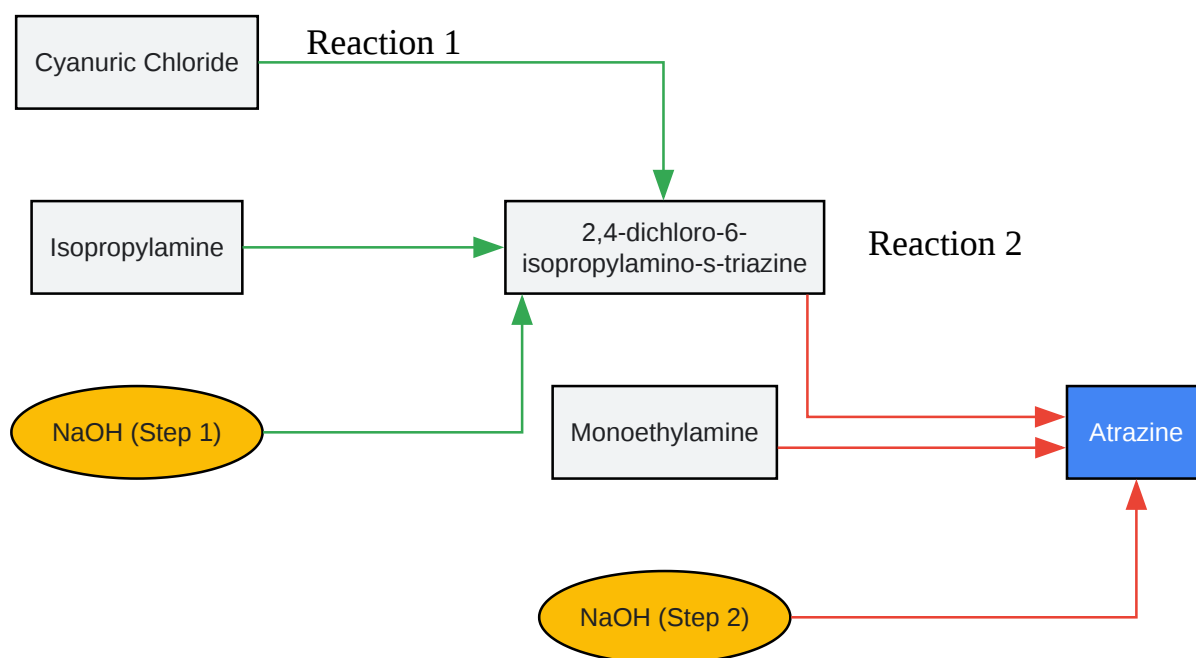 Cyanuric Chloride
Reaction 1
Isopropylamine
2,4-dichloro-6-
isopropylamino-s-triazine
Reaction 2
NaOH (Step 1)
Monoethylamine
Atrazine
NaOH (Step 2)